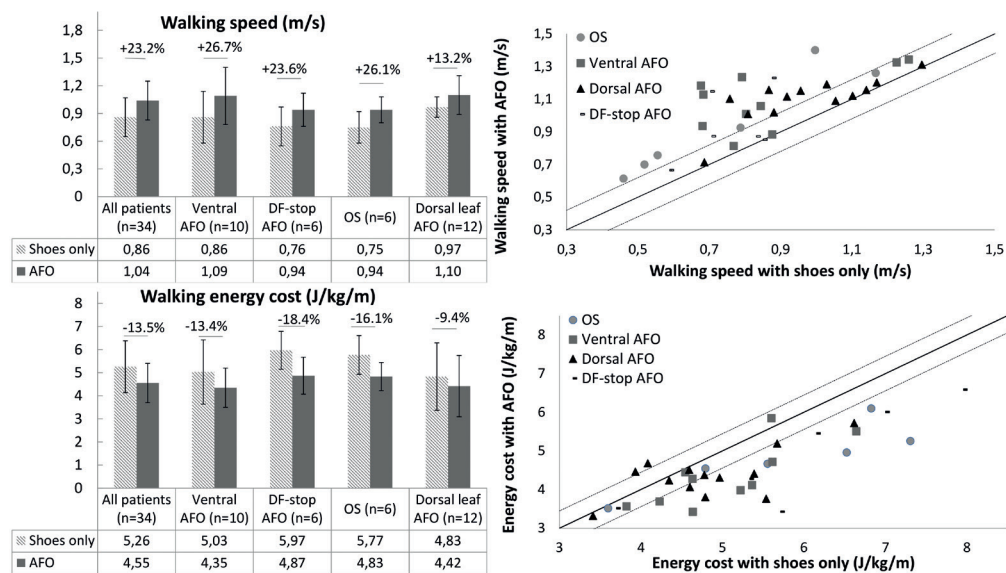 Walking speed (m/s)
1,8
1,5
1,2
0,9
0,6
0,3
0
+23.2%
+26.7%
+23.6%
+26.1%
+13.2%
All patients (n=34)
Ventral AFO (n=10)
DF-stop AFO (n=6)
OS (n=6)
Dorsal leaf AFO (n=12)
Shoes only 0,86 0,86 0,76 0,75 0,97
AFO 1,04 1,09 0,94 0,94 1,10
Walking speed with AFO (m/s)
1,5
1,3
1,1
0,9
0,7
0,5
0,3
OS
Ventral AFO
Dorsal AFO
DF-stop AFO
0,3 0,5 0,7 0,9 1,1 1,3 1,5
Walking speed with shoes only (m/s)
Walking energy cost (J/kg/m)
8
7
6
5
4
3
2
1
0
-13.5%
-13.4%
-18.4%
-16.1%
-9.4%
All patients (n=34)
Ventral AFO (n=10)
DF-stop AFO (n=6)
OS (n=6)
Dorsal leaf AFO (n=12)
Shoes only 5,26 5,03 5,97 5,77 4,83
AFO 4,55 4,35 4,87 4,83 4,42
Energy cost with AFO (J/kg/m)
8
7
6
5
4
3
OS
Ventral AFO
Dorsal AFO
DF-stop AFO
3 4 5 6 7 8
Energy cost with shoes only (J/kg/m)